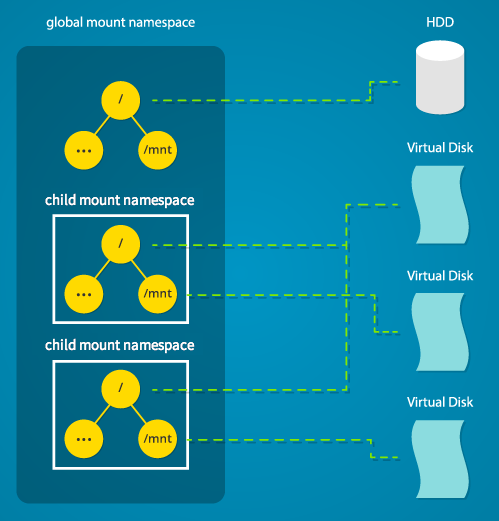 global mount namespace
HDD
/
... /mnt
Virtual Disk
child mount namespace
/
... /mnt
Virtual Disk
child mount namespace
/
... /mnt
Virtual Disk